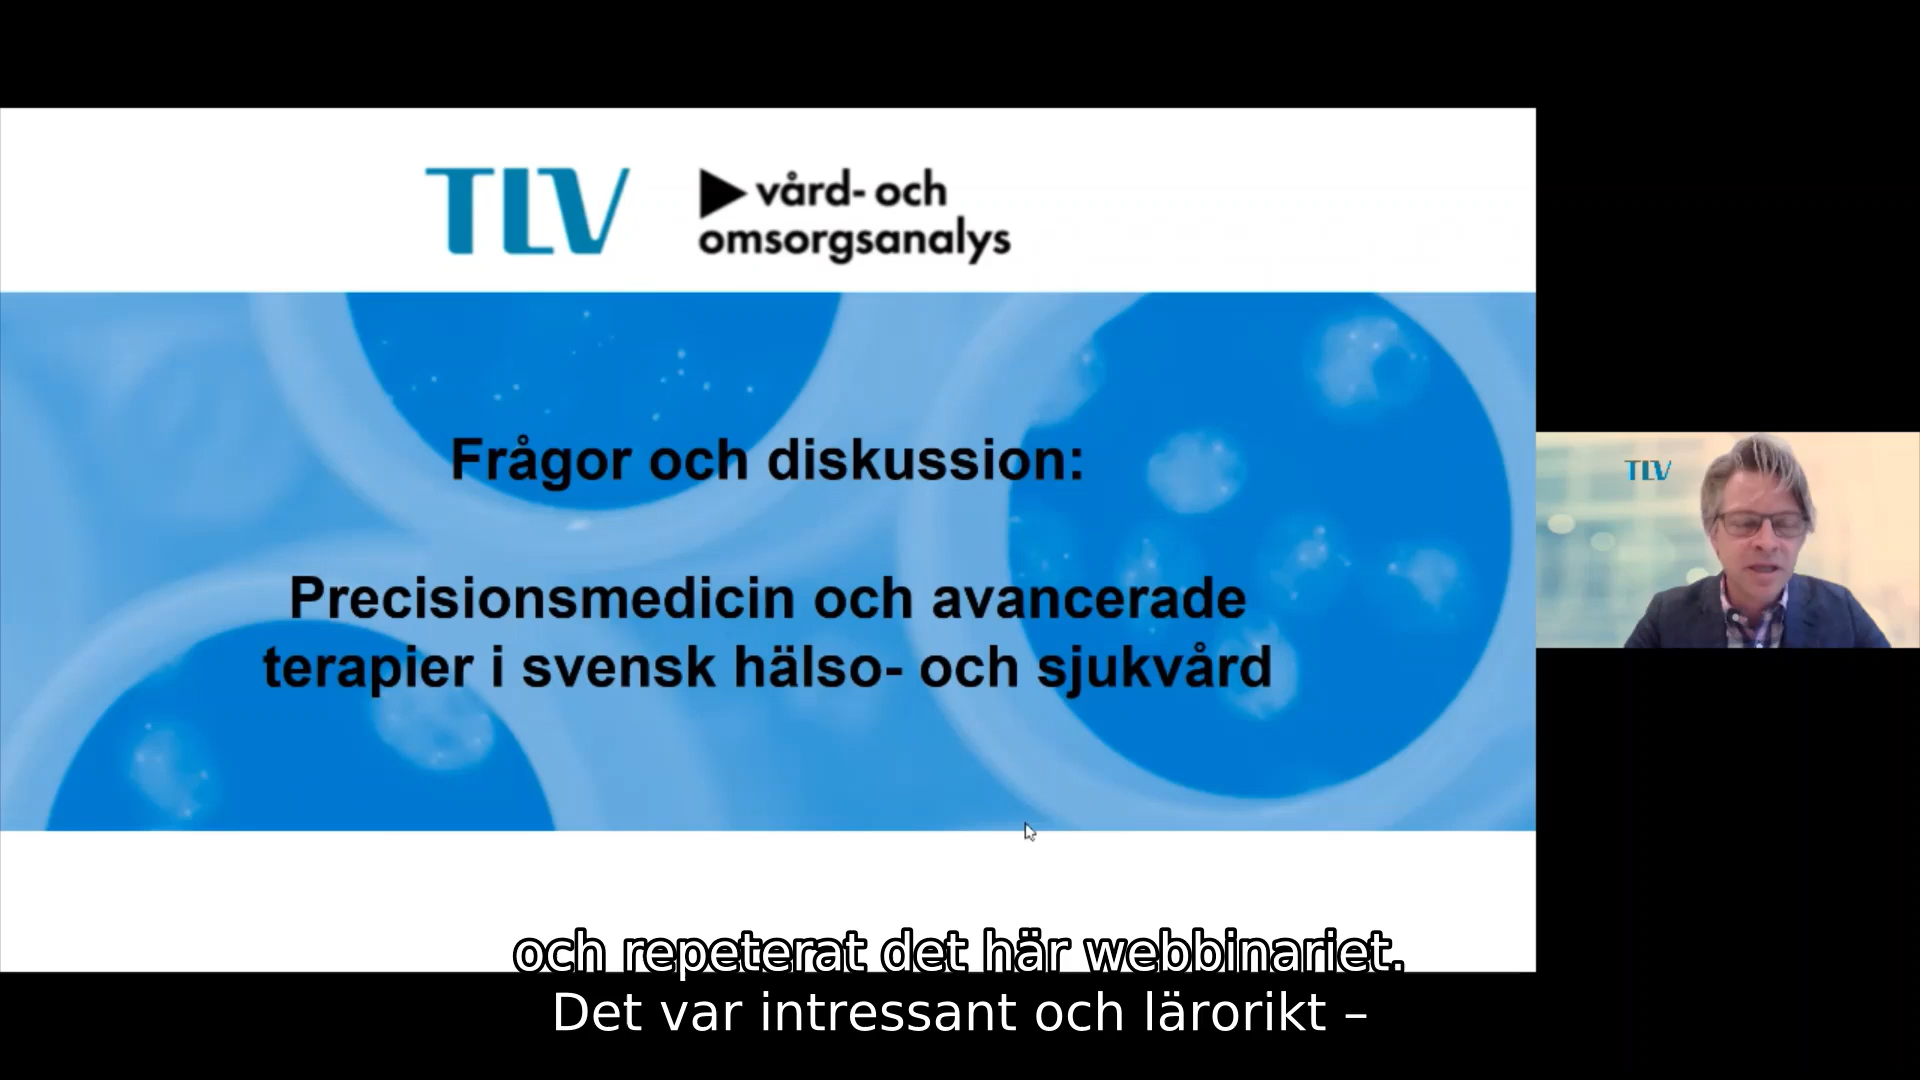 TLV
vård- och
omsorgsanalys
Frågor och diskussion:
Precisionsmedicin och avancerade
terapier i svensk hälso- och sjukvård
TLV
och repeterat det här webbinariet.
Det var intressant och lärorikt –